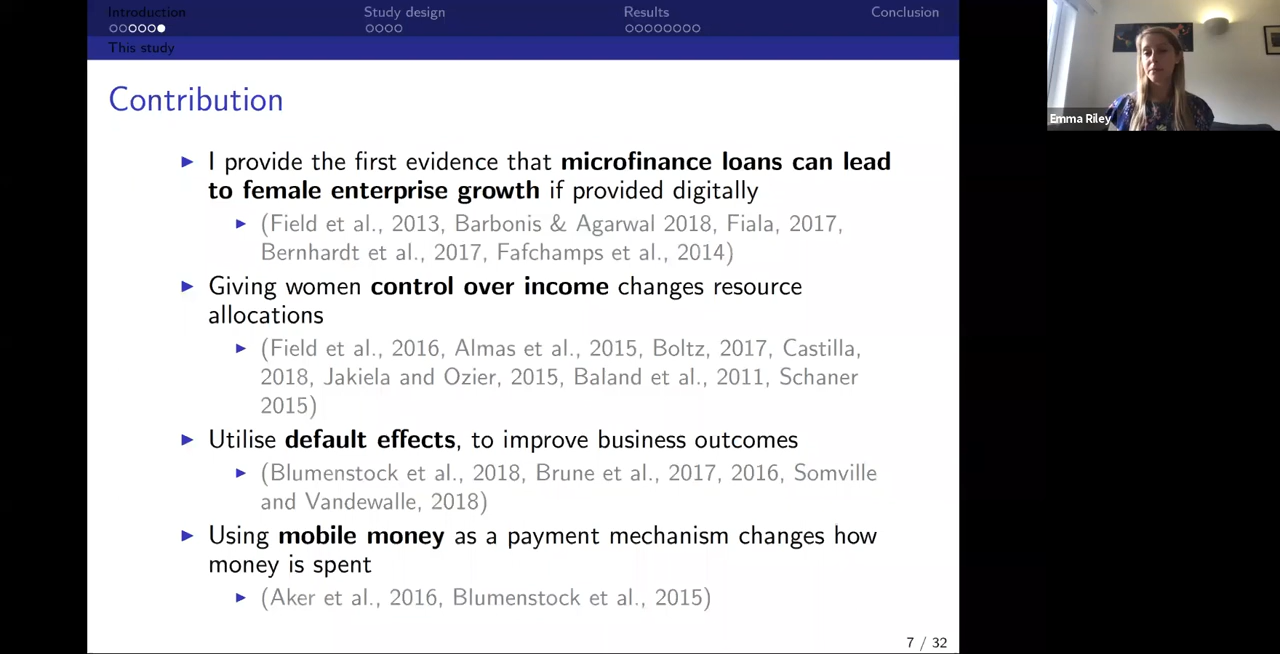 Introduction Study design Results Conclusion
This study
Contribution
I provide the first evidence that microfinance loans can lead
to female enterprise growth if provided digitally
(Field et al., 2013, Barbonis & Agarwal 2018, Fiala, 2017,
Bernhardt et al., 2017, Fafchamps et al., 2014)
Giving women control over income changes resource
allocations
(Field et al., 2016, Almas et al., 2015, Boltz, 2017, Castilla,
2018, Jakiela and Ozier, 2015, Baland et al., 2011, Schaner
2015)
Utilise default effects, to improve business outcomes
(Blumenstock et al., 2018, Brune et al., 2017, 2016, Somville
and Vandewalle, 2018)
Using mobile money as a payment mechanism changes how
money is spent
(Aker et al., 2016, Blumenstock et al., 2015)
7 / 32
Emma Riley